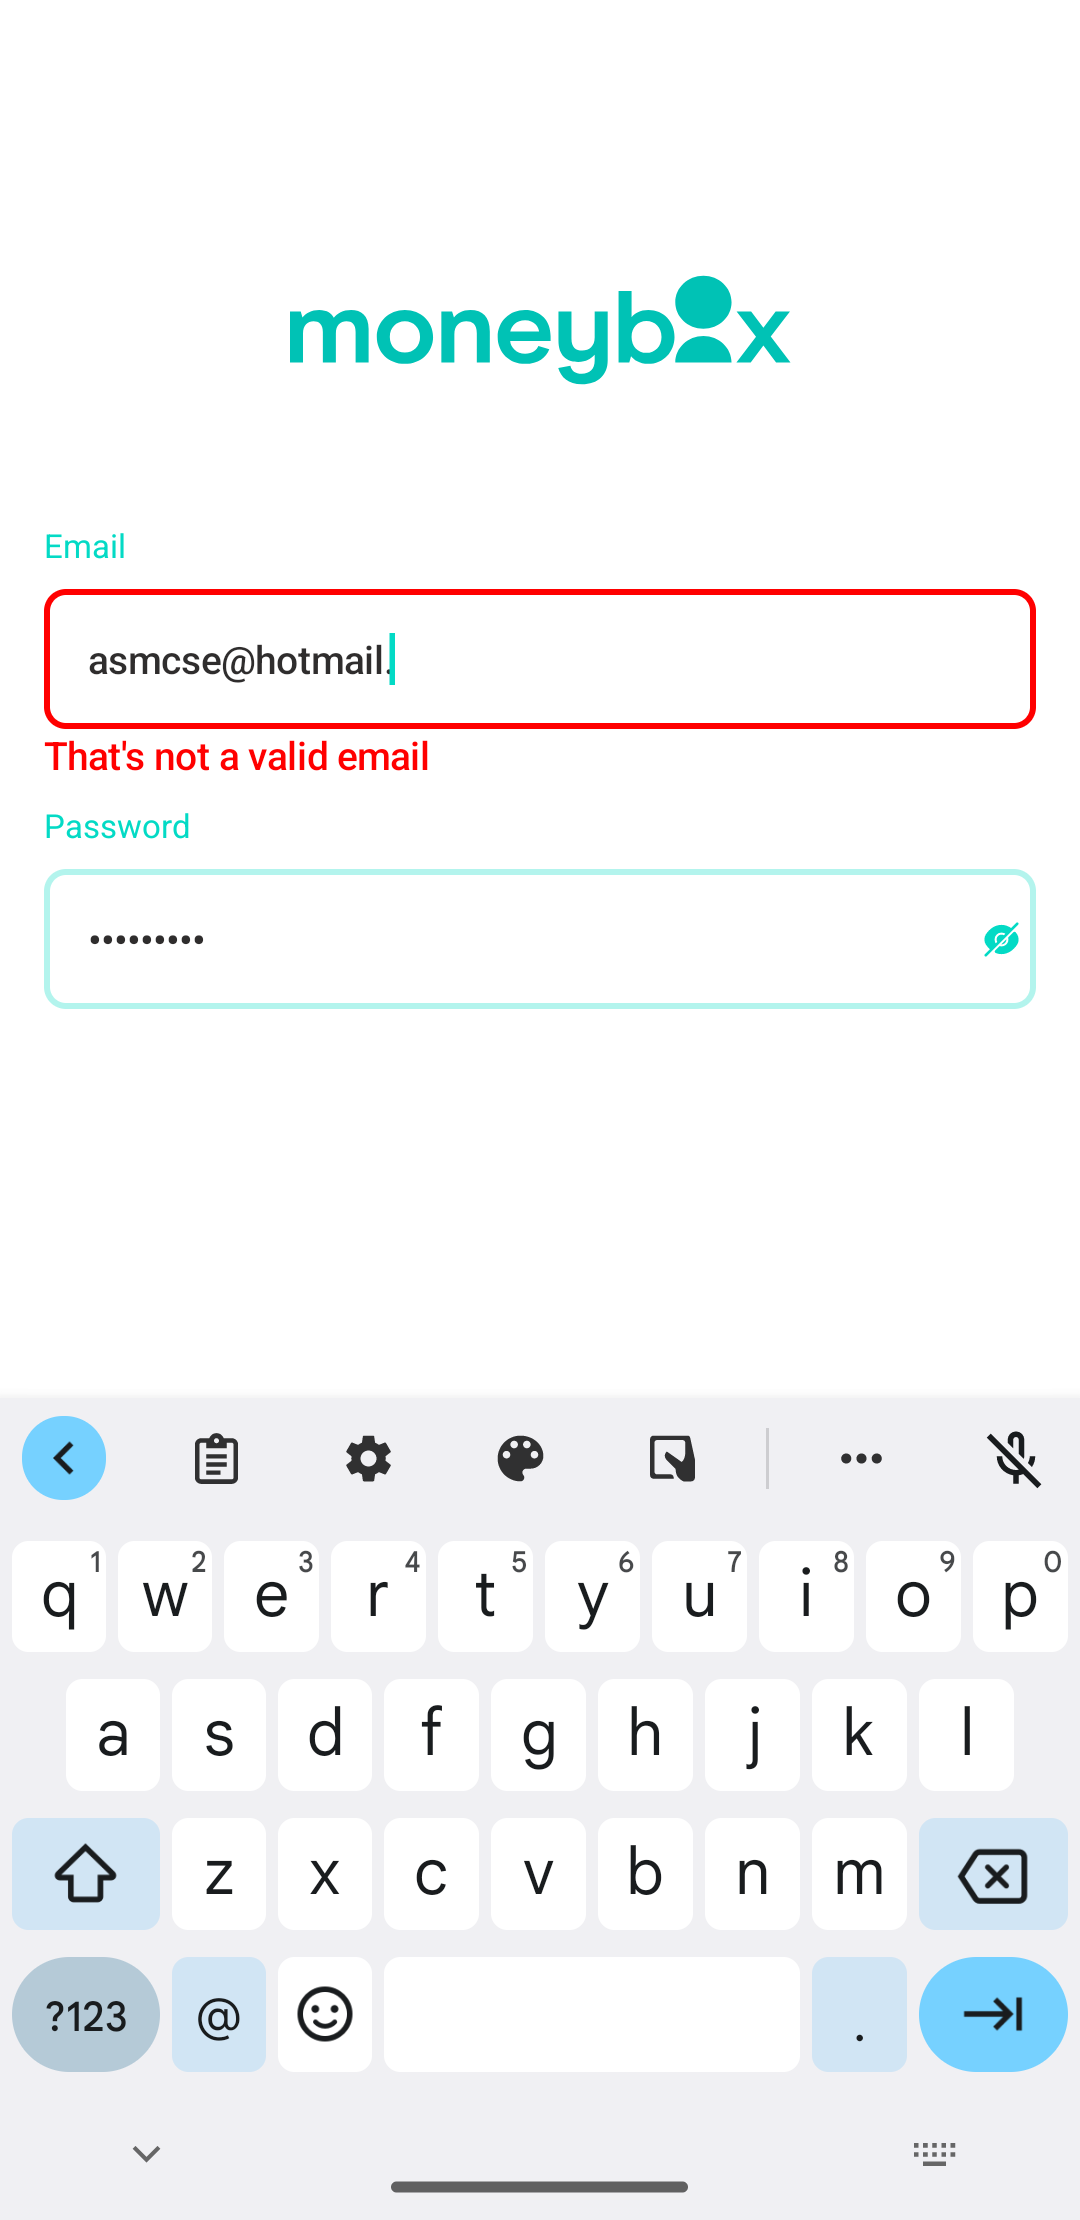 moneybox
Email
asmcse@hotmail.
That's not a valid email
Password
•••••••••
1 2 3 4 5 6 7 8 9 0
q w e r t y u i o p
a s d f g h j k l
z x c v b n m
?123 @ .